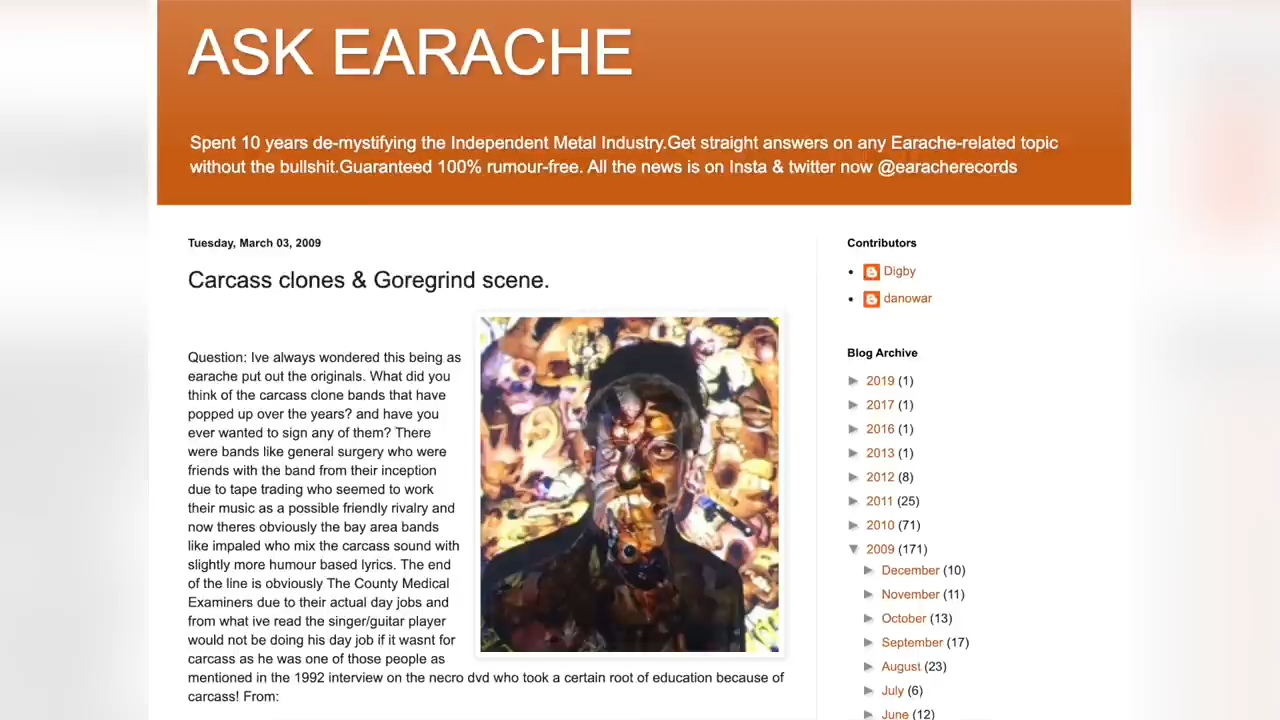 ASK EARACHE
Spent 10 years de-mystifying the Independent Metal Industry.Get straight answers on any Earache-related topic
without the bullshit.Guaranteed 100% rumour-free. All the news is on Insta & twitter now @earacherecords
Tuesday, March 03, 2009
Carcass clones & Goregrind scene.
Question: Ive always wondered this being as
earache put out the originals. What did you
think of the carcass clone bands that have
popped up over the years? and have you
ever wanted to sign any of them? There
were bands like general surgery who were
friends with the band from their inception
due to tape trading who seemed to work
their music as a possible friendly rivalry and
now theres obviously the bay area bands
like impaled who mix the carcass sound with
slightly more humour based lyrics. The end
of the line is obviously The County Medical
Examiners due to their actual day jobs and
from what ive read the singer/guitar player
would not be doing his day job if it wasnt for
carcass as he was one of those people as
mentioned in the 1992 interview on the necro dvd who took a certain root of education because of
carcass! From:
Contributors
Digby
danowar
Blog Archive
► 2019 (1)
► 2017 (1)
► 2016 (1)
► 2013 (1)
► 2012 (8)
► 2011 (25)
► 2010 (71)
▼ 2009 (171)
► December (10)
► November (11)
► October (13)
► September (17)
► August (23)
► July (6)
► June (12)